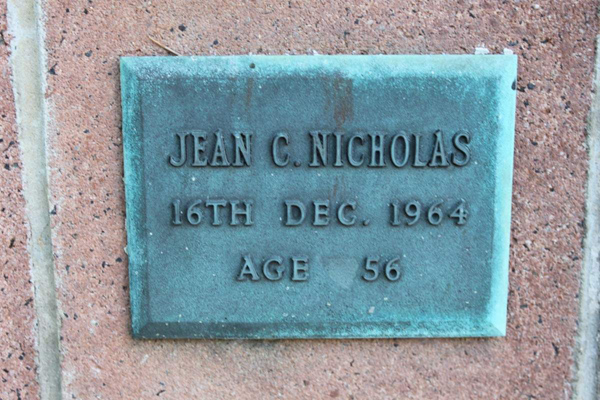 JEAN C. NICHOLAS
16TH DEC. 1964
AGE 56